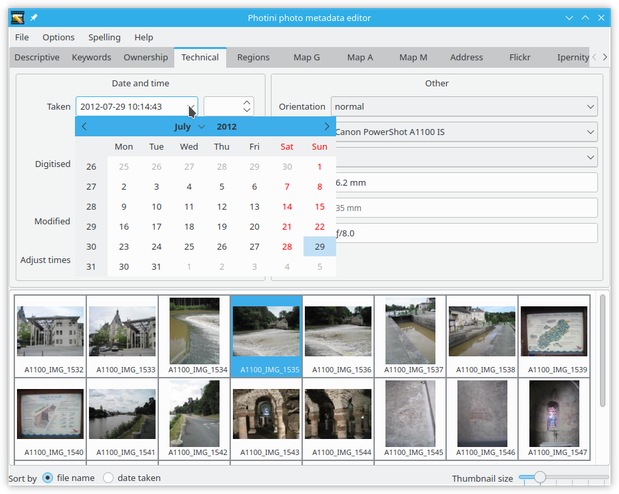 Photini photo metadata editor
File Options Spelling Help
Descriptive Keywords Ownership Technical Regions Map G Map A Map M Address Flickr Ipernity
Date and time
Other
Taken 2012-07-29 10:14:43
Orientation normal
July 2012
Canon PowerShot A1100 IS
Mon Tue Wed Thu Fri Sat Sun
Digitised
26 25 26 27 28 29 30 1
27 2 3 4 5 6 7 8
6.2 mm
28 9 10 11 12 13 14 15
35 mm
Modified
29 16 17 18 19 20 21 22
f/8.0
30 23 24 25 26 27 28 29
Adjust times
31 30 31 1 2 3 4 5
A1100_IMG_1532 A1100_IMG_1533 A1100_IMG_1534 A1100_IMG_1535 A1100_IMG_1536 A1100_IMG_1537 A1100_IMG_1538 A1100_IMG_1539
A1100_IMG_1540 A1100_IMG_1541 A1100_IMG_1542 A1100_IMG_1543 A1100_IMG_1544 A1100_IMG_1545 A1100_IMG_1546 A1100_IMG_1547
Sort by file name date taken Thumbnail size